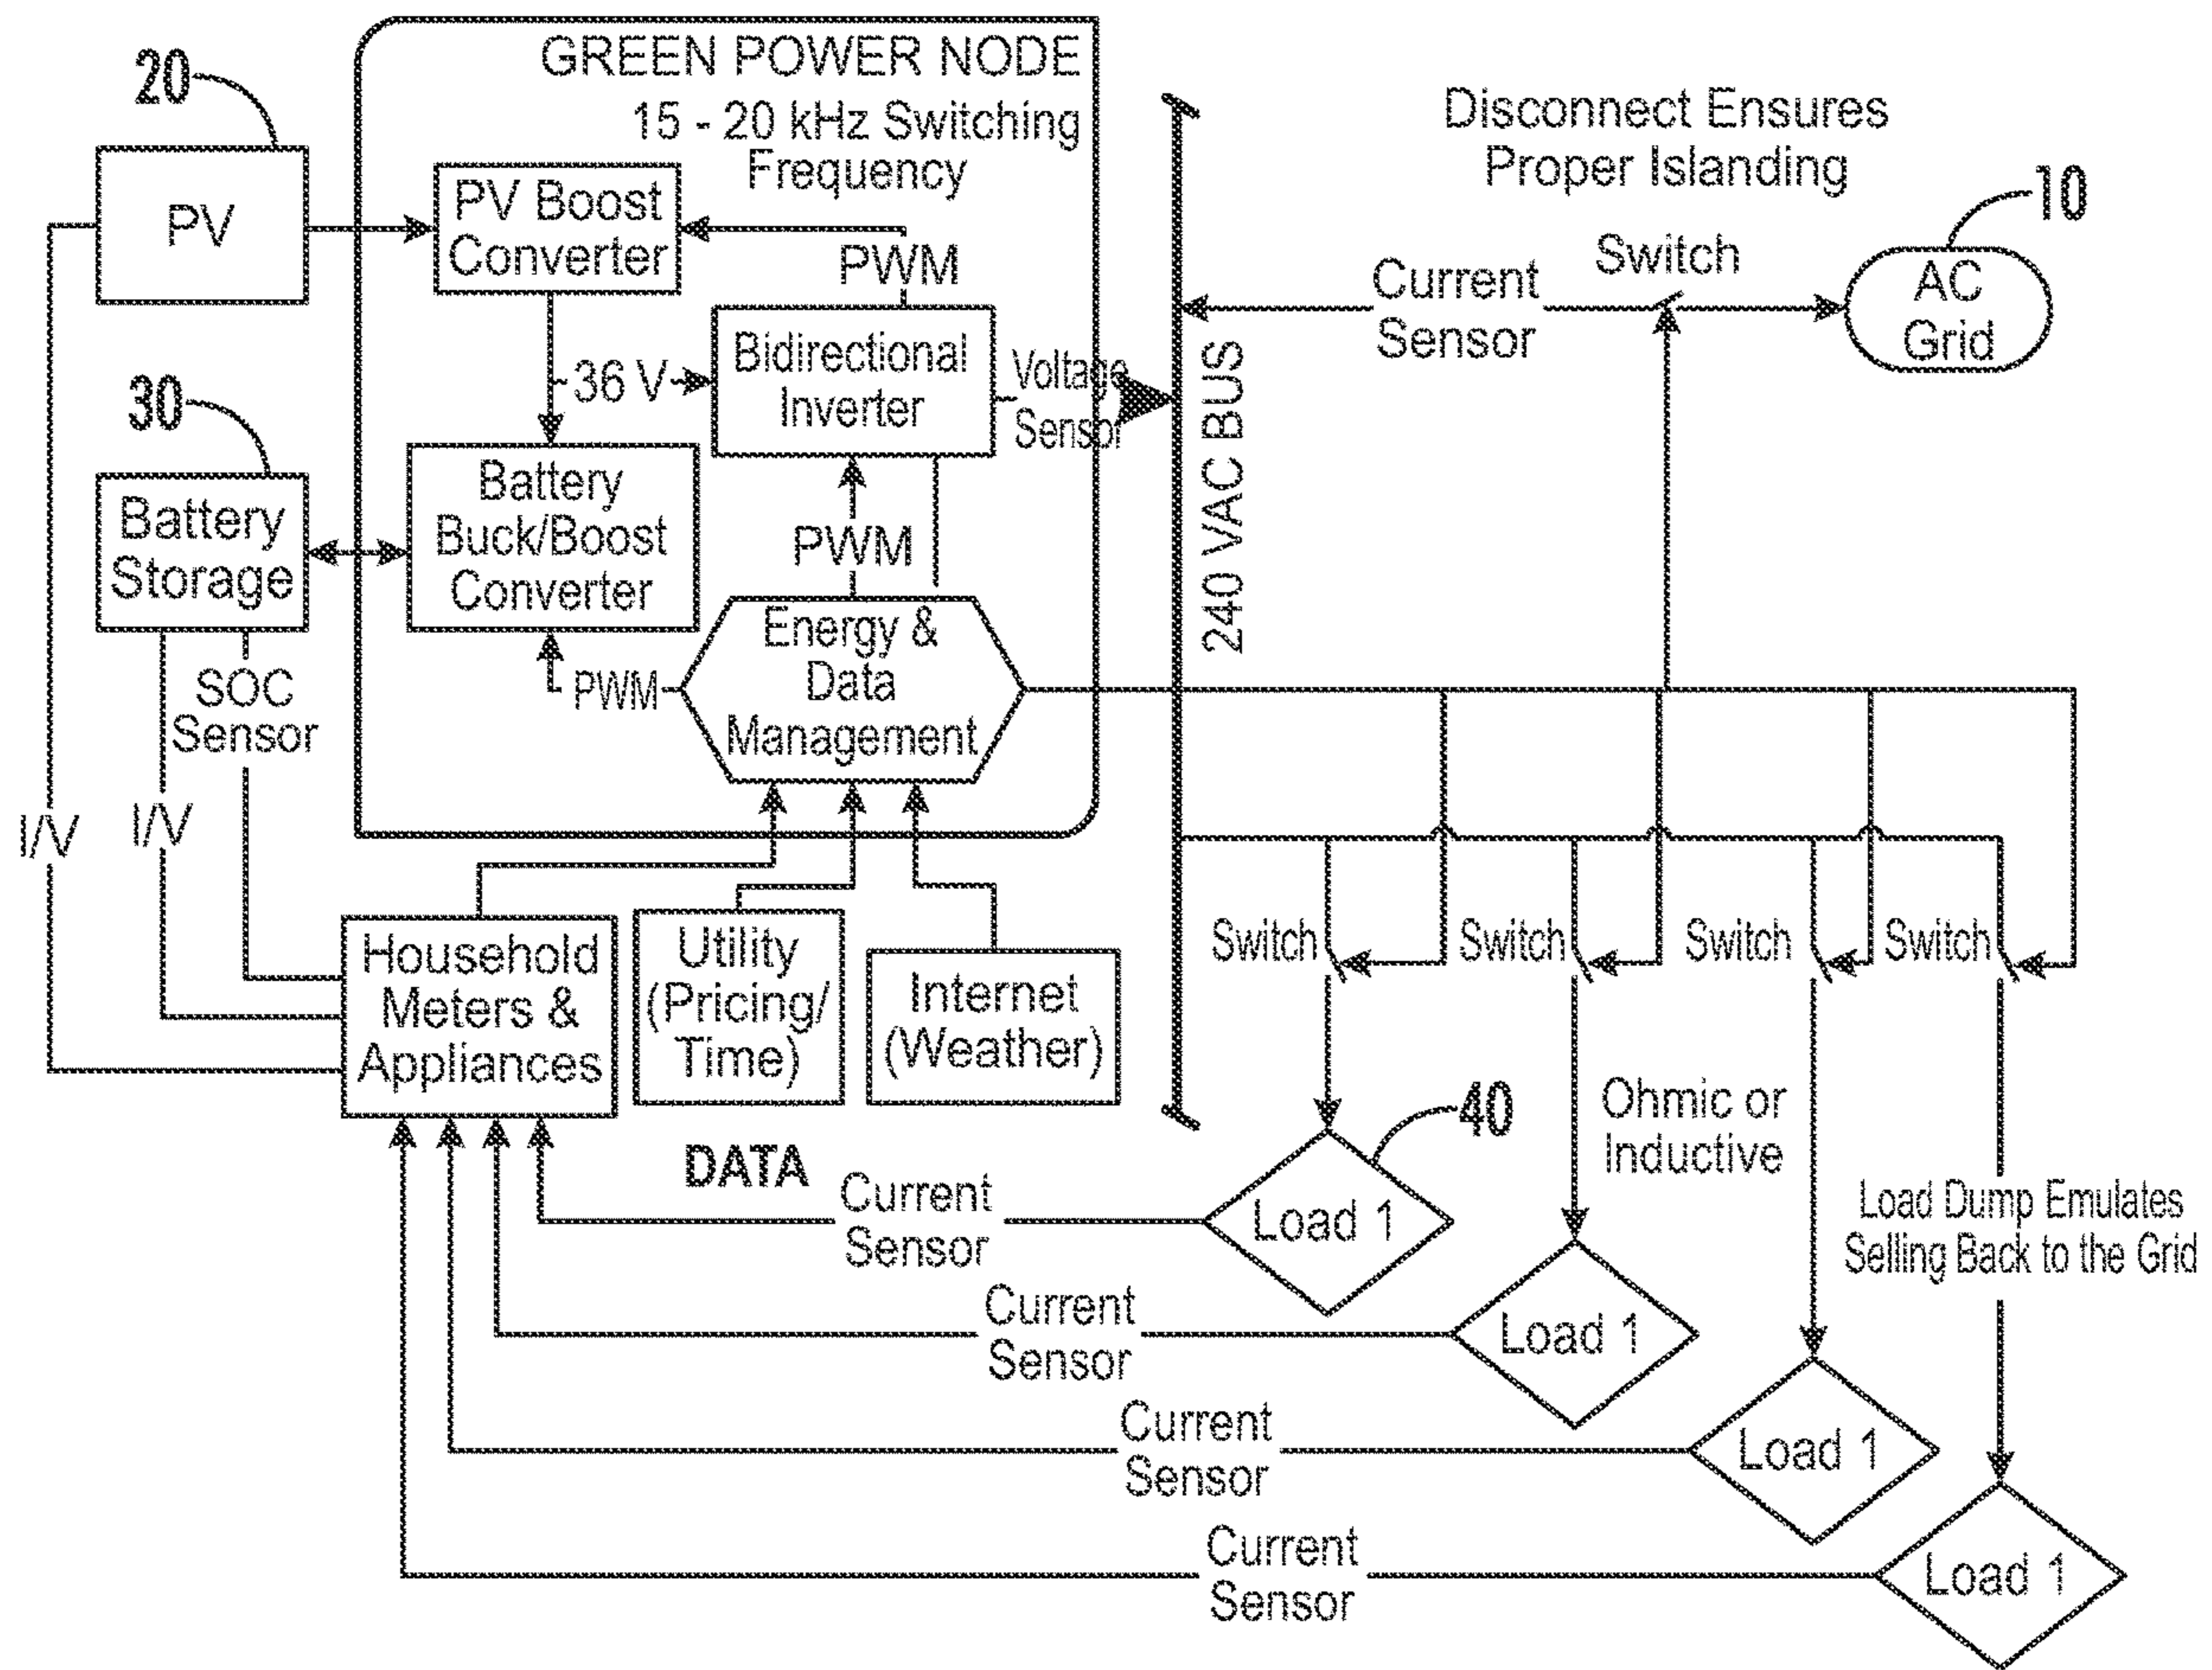 GREEN POWER NODE
15 - 20 kHz Switching
Frequency
20
PV
PV Boost
Converter
PWM
36 V
Bidirectional
Inverter
Voltage
Sensor
30
Battery
Storage
Battery
Buck/Boost
Converter
PWM
PWM
Energy &
Data
Management
SOC
Sensor
I/V
I/V
240 VAC BUS
Disconnect Ensures
Proper Islanding
10
Switch
Current
Sensor
AC
Grid
Household
Meters &
Appliances
Utility
(Pricing/
Time)
Internet
(Weather)
DATA
Switch
Switch
Switch
Switch
40
Ohmic or
Inductive
Load Dump Emulates
Selling Back to the Grid
Current
Sensor
Load 1
Current
Sensor
Load 1
Current
Sensor
Load 1
Current
Sensor
Load 1